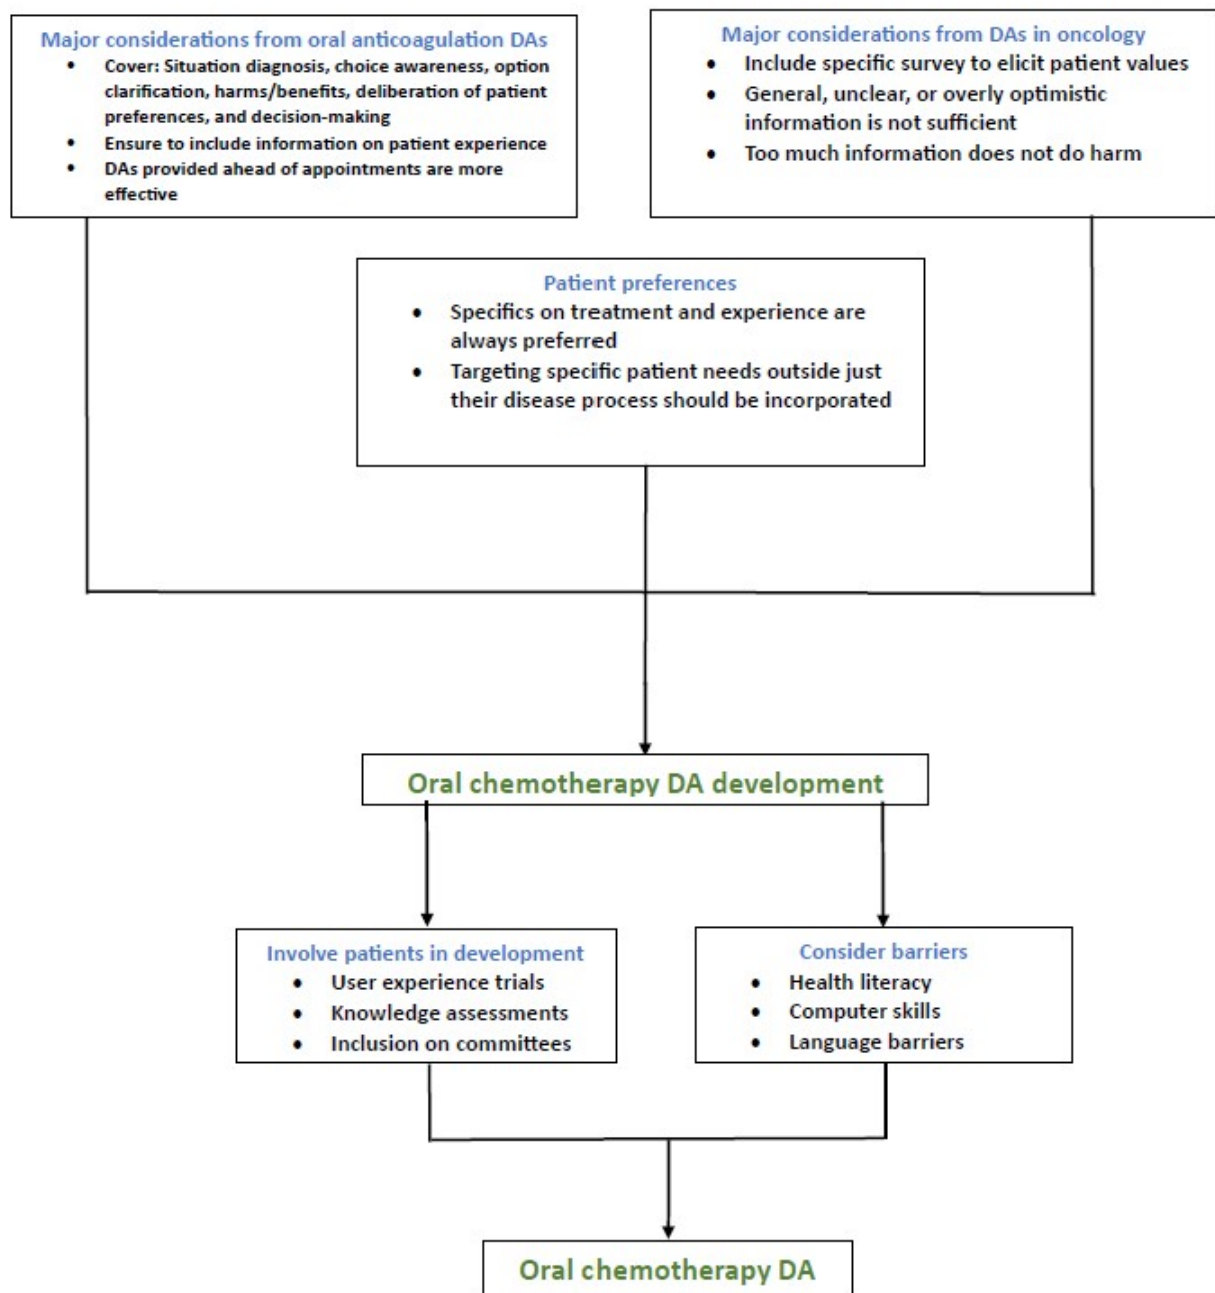 Major considerations from oral anticoagulation DAs
• Cover: Situation diagnosis, choice awareness, option
clarification, harms/benefits, deliberation of patient
preferences, and decision-making
• Ensure to include information on patient experience
• DAs provided ahead of appointments are more
effective
Major considerations from DAs in oncology
• Include specific survey to elicit patient values
• General, unclear, or overly optimistic
information is not sufficient
• Too much information does not do harm
Patient preferences
• Specifics on treatment and experience are
always preferred
• Targeting specific patient needs outside just
their disease process should be incorporated
Oral chemotherapy DA development
Involve patients in development
• User experience trials
• Knowledge assessments
• Inclusion on committees
Consider barriers
• Health literacy
• Computer skills
• Language barriers
Oral chemotherapy DA